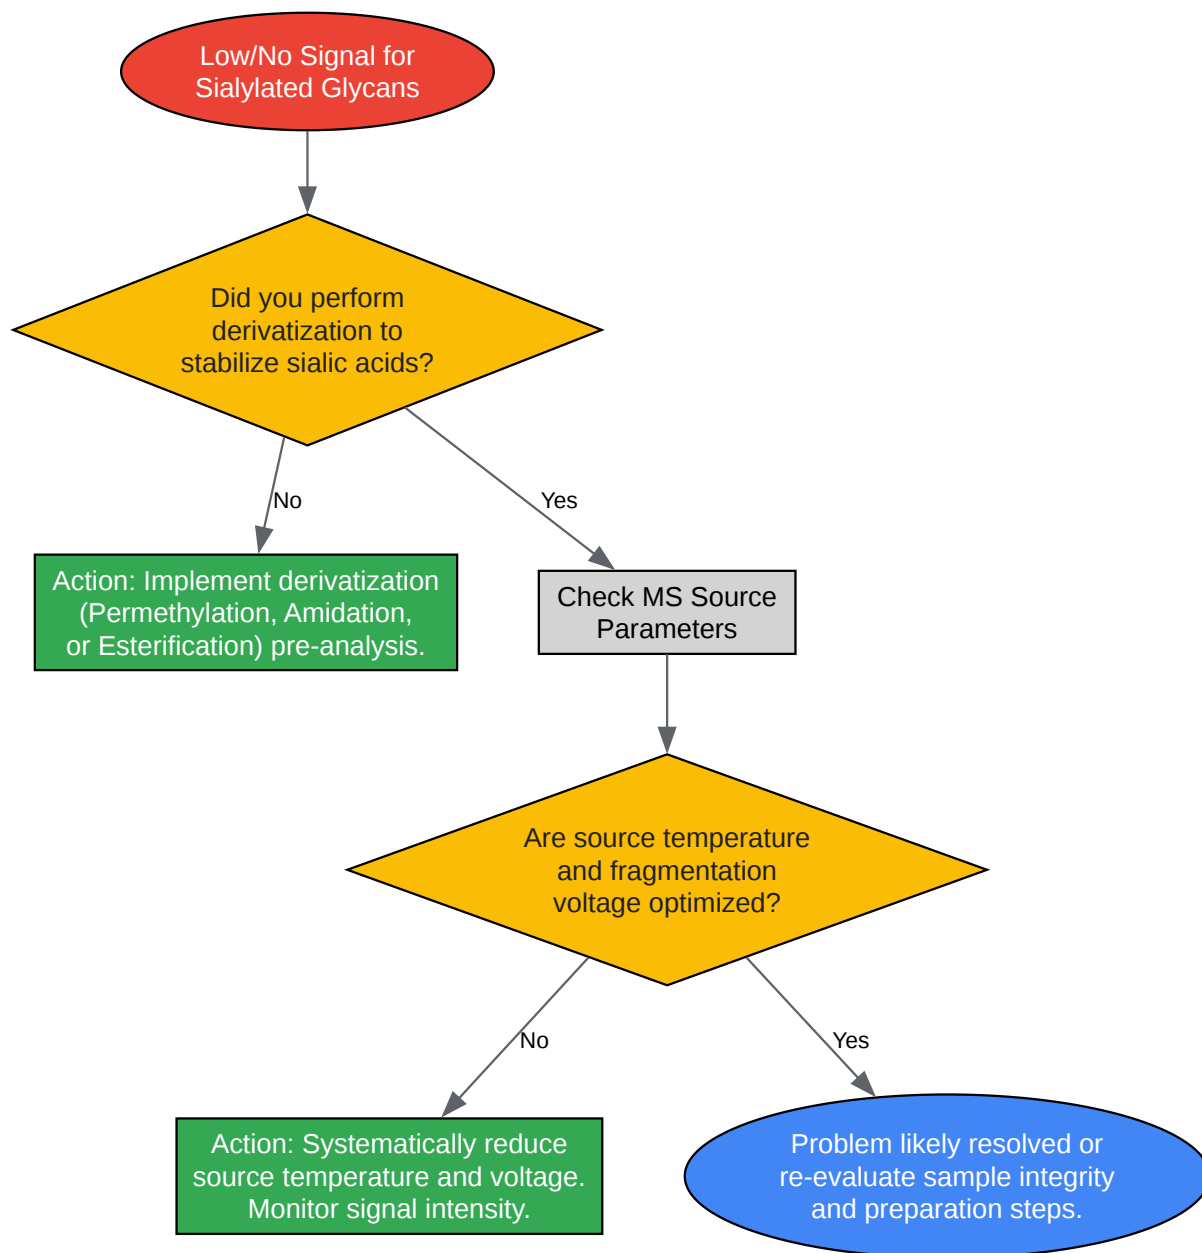 Low/No Signal for
Sialylated Glycans
Did you perform
derivatization to
stabilize sialic acids?
No
Yes
Action: Implement derivatization
(Permethylation, Amidation,
or Esterification) pre-analysis.
Check MS Source
Parameters
Are source temperature
and fragmentation
voltage optimized?
No
Yes
Action: Systematically reduce
source temperature and voltage.
Monitor signal intensity.
Problem likely resolved or
re-evaluate sample integrity
and preparation steps.